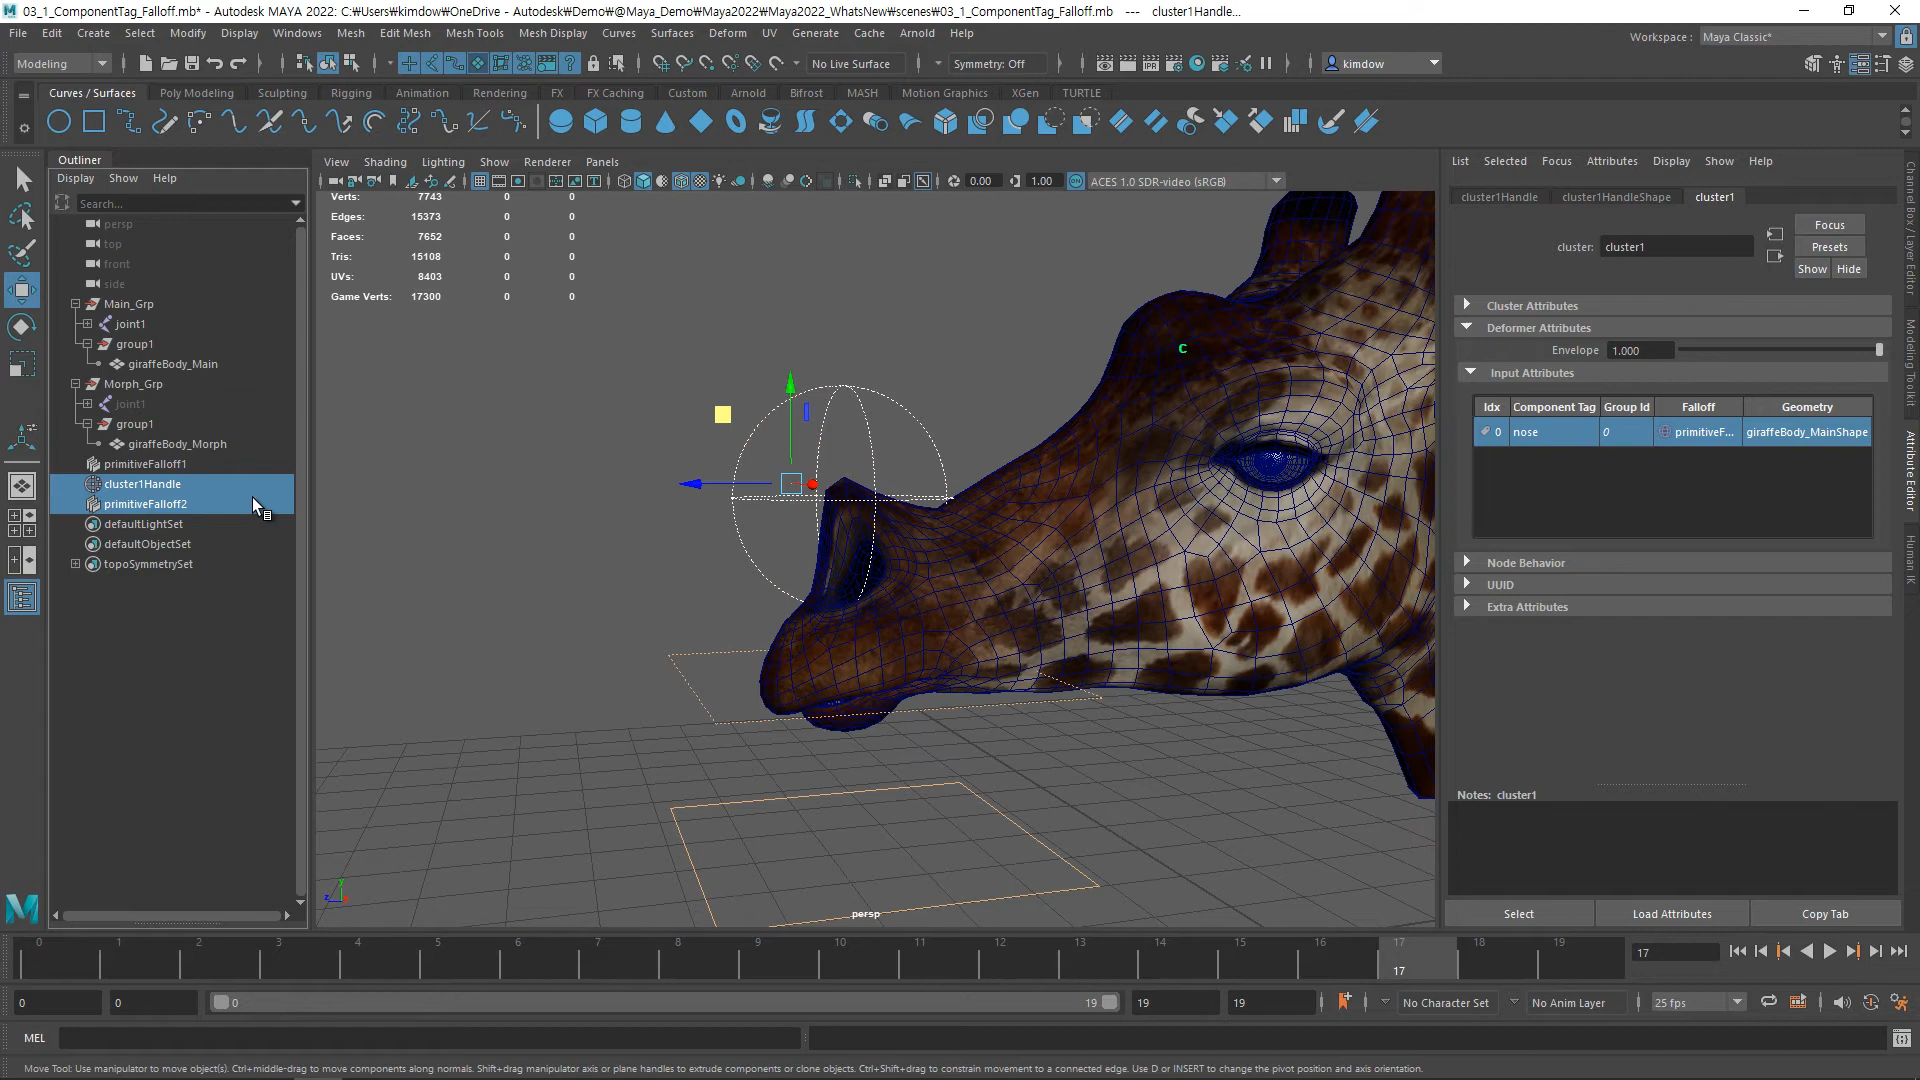 03_1_ComponentTag_Falloff.mb* - Autodesk MAYA 2022: C:￦Users￦kimdow￦OneDrive - Autodesk￦Demo￦@Maya_Demo￦Maya2022￦Maya2022_WhatsNew￦scenes￦03_1_ComponentTag_Falloff.mb --- cluster1Handle...
File Edit Create Select Modify Display Windows Mesh Edit Mesh Mesh Tools Mesh Display Curves Surfaces Deform UV Generate Cache Arnold Help
Workspace : Maya Classic*
Modeling No Live Surface Symmetry: Off kimdow
Curves / Surfaces Poly Modeling Sculpting Rigging Animation Rendering FX FX Caching Custom Arnold Bifrost MASH Motion Graphics XGen TURTLE
Outliner
Display Show Help
Search...
persp
top
front
side
Main_Grp
joint1
group1
giraffeBody_Main
Morph_Grp
joint1
group1
giraffeBody_Morph
primitiveFalloff1
cluster1Handle
primitiveFalloff2
defaultLightSet
defaultObjectSet
topoSymmetrySet
View Shading Lighting Show Renderer Panels
0.00 1.00 ACES 1.0 SDR-video (sRGB)
Verts: 7743 0 0
Edges: 15373 0 0
Faces: 7652 0 0
Tris: 15108 0 0
UVs: 8403 0 0
Game Verts: 17300 0 0
C
persp
List Selected Focus Attributes Display Show Help
cluster1Handle cluster1HandleShape cluster1
cluster: cluster1
Focus
Presets
Show Hide
Cluster Attributes
Deformer Attributes
Envelope 1.000
Input Attributes
Idx Component Tag Group Id Falloff Geometry
0 nose 0 primitiveF... giraffeBody_MainShape
Node Behavior
UUID
Extra Attributes
Notes: cluster1
Select Load Attributes Copy Tab
Channel Box / Layer Editor
Modeling Toolkit
Attribute Editor
Human IK
0 1 2 3 4 5 6 7 8 9 10 11 12 13 14 15 16 17 18 19
17
17
0 0 0 19 19 19 No Character Set No Anim Layer 25 fps
MEL
Move Tool: Use manipulator to move object(s). Ctrl+middle-drag to move components along normals. Shift+drag manipulator axis or plane handles to extrude components or clone objects. Ctrl+Shift+drag to constrain movement to a connected edge. Use D or INSERT to change the pivot position and axis orientation.